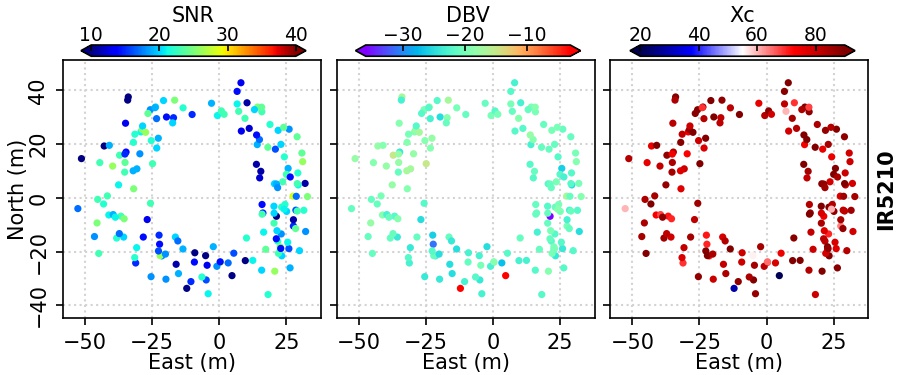 SNR DBV Xc
10 20 30 40 −30 −20 −10 20 40 60 80
40
20
0
−20
−40
North (m)
IR5210
−50 −25 0 25 −50 −25 0 25 −50 −25 0 25
East (m) East (m) East (m)